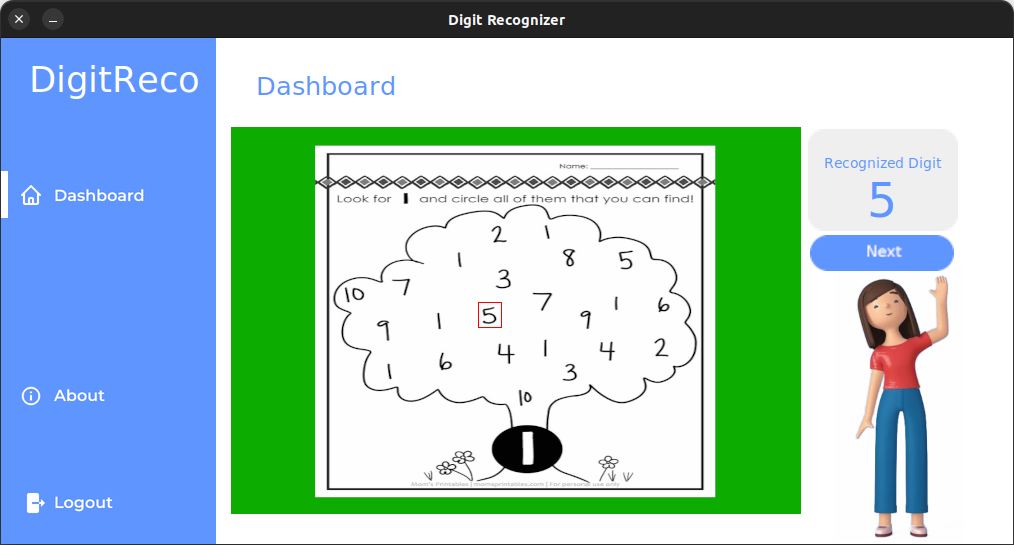 Digit Recognizer
DigitReco
Dashboard
Dashboard
About
Logout
Name:
Look for 1 and circle all of them that you can find!
2 1
1 8 5
3
10 7
7 1 6
9 1 5 9
4 1 4 2
1 6 3
10
1
Mom's Printables | momsprintables.com | For personal use only
Recognized Digit
5
Next